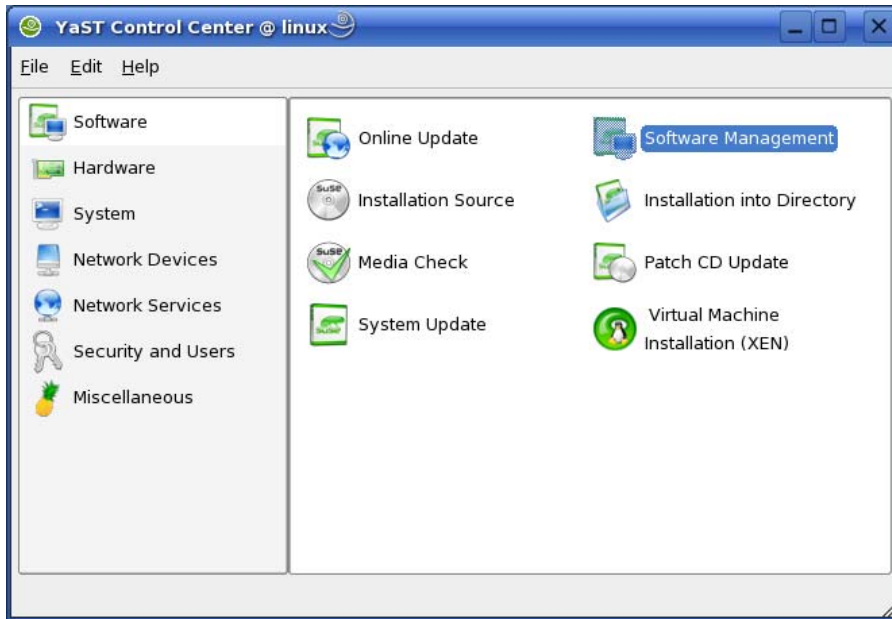 YaST Control Center @ linux
File Edit Help
Software
Hardware
System
Network Devices
Network Services
Security and Users
Miscellaneous
Online Update
Software Management
SUSE
Installation Source
Installation into Directory
SUSE
Media Check
Patch CD Update
System Update
Virtual Machine
Installation (XEN)